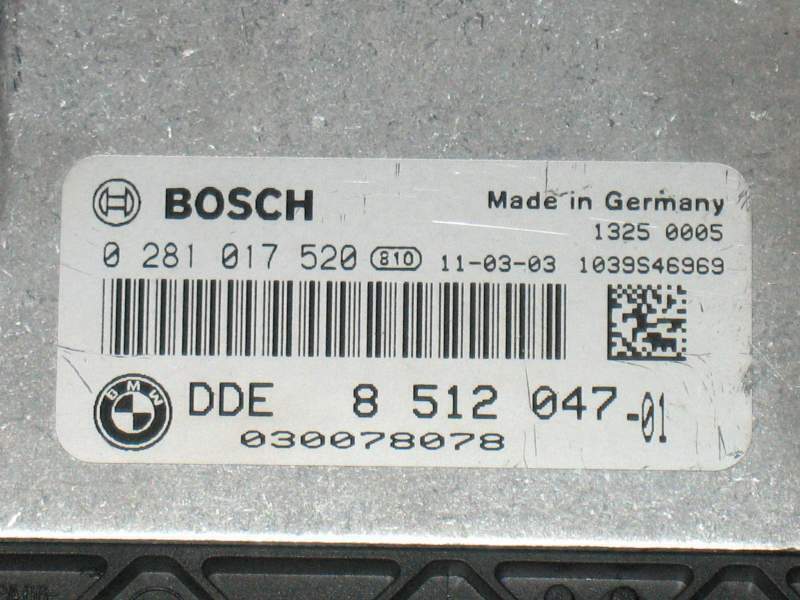 BOSCH
Made in Germany
1325 0005
0 281 017 520 810 11-03-03 1039S46969
BMW
DDE 8 512 047-01
030078078